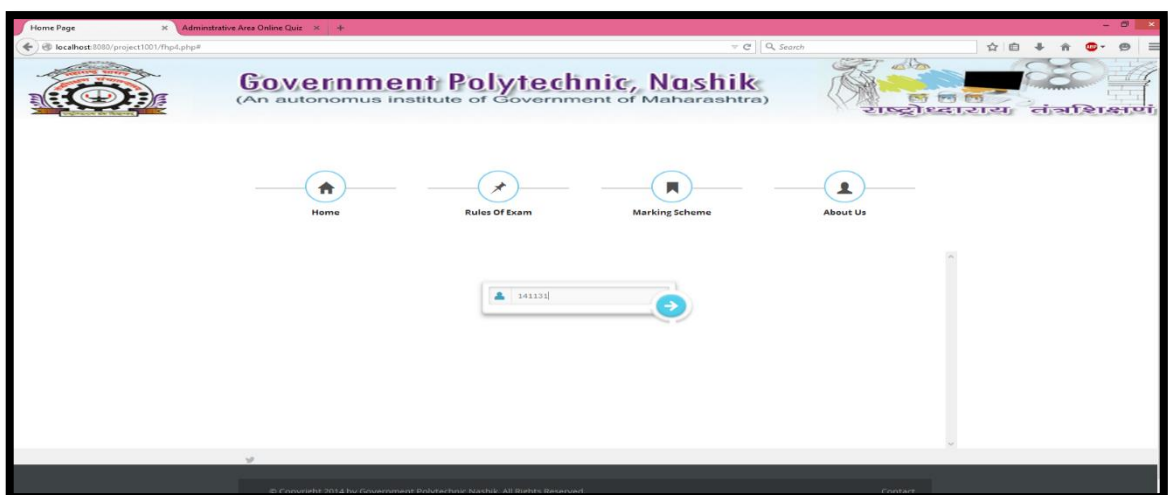 Home Page
Adminstrative Area Online Quiz
localhost:8080/project1001/fhp4.php#
Search
Government Polytechnic, Nashik
(An autonomus institute of Government of Maharashtra)
राष्ट्रोध्दाराय तंत्रशिक्षणं
Home
Rules Of Exam
Marking Scheme
About Us
141131
© Copyright 2014 by Government Polytechnic Nashik. All Rights Reserved
Contact